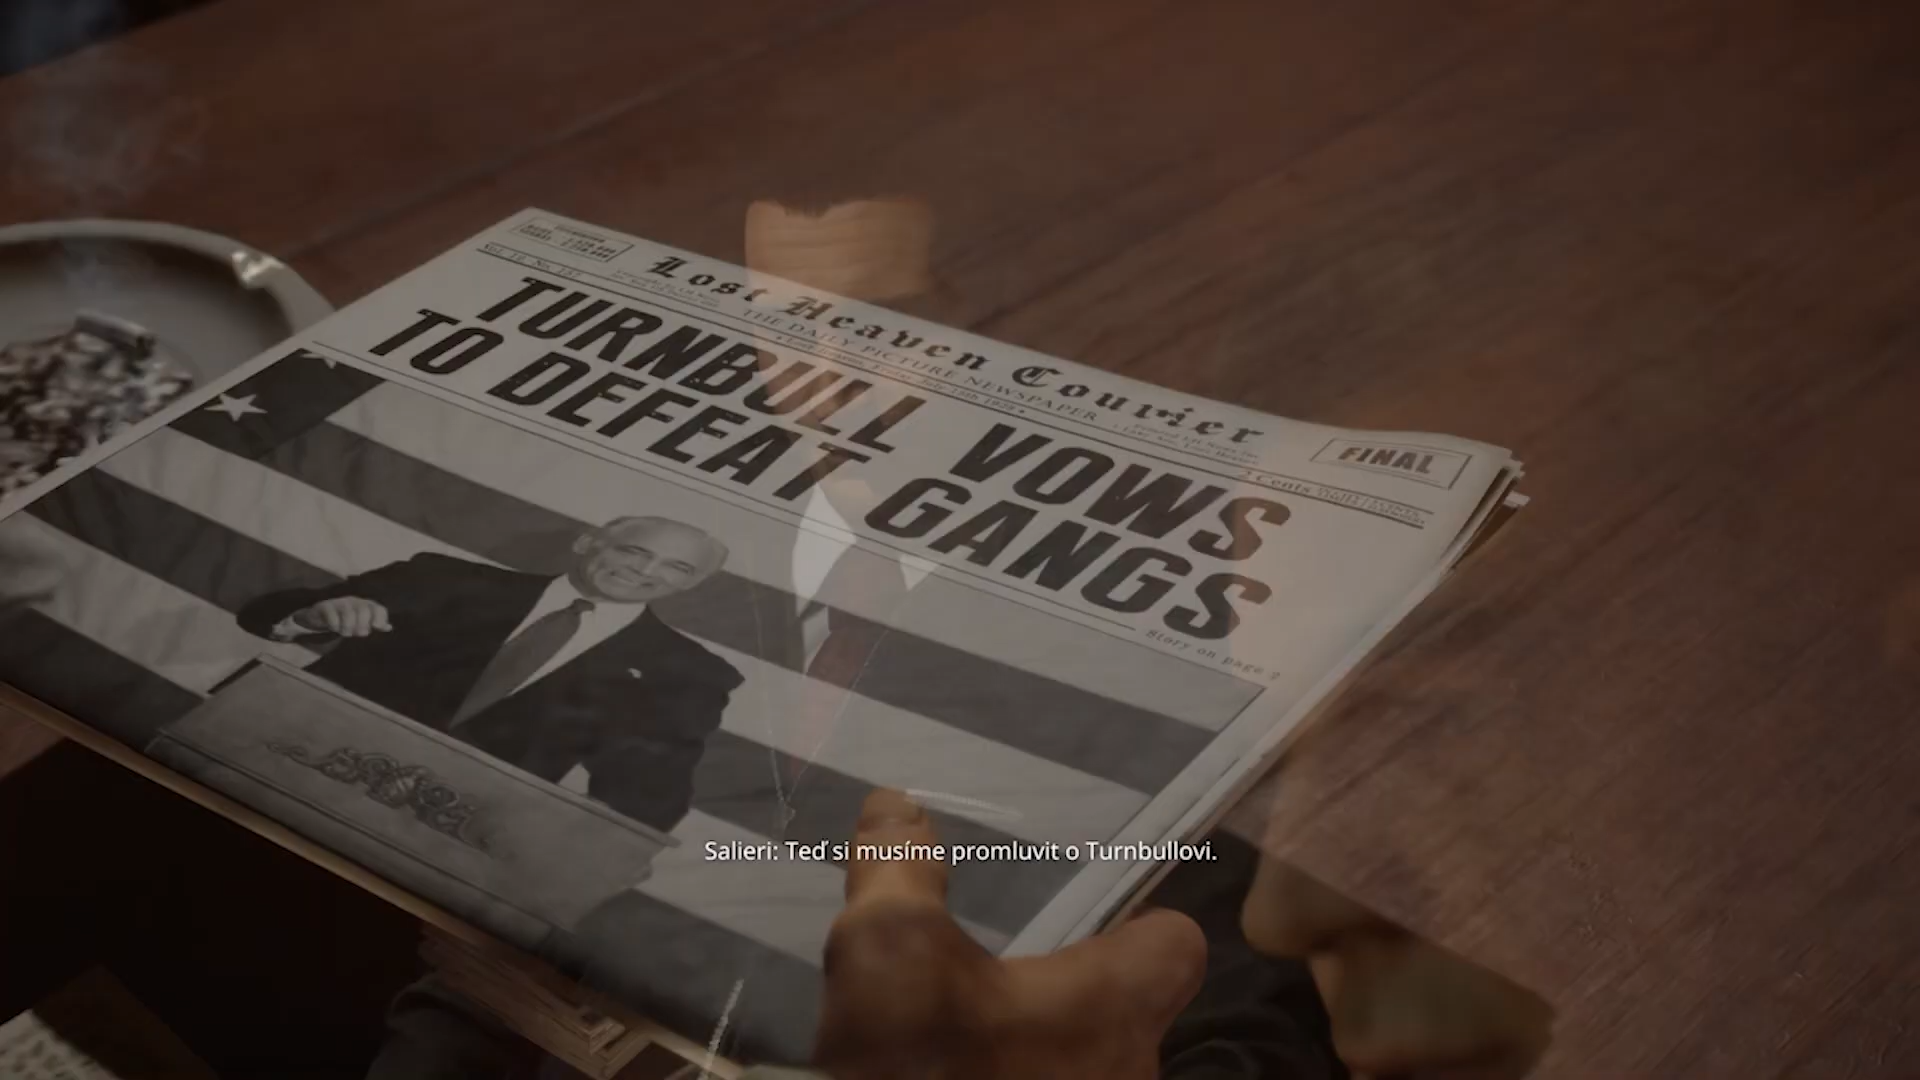 Lost Heaven Courier
THE DAILY PICTURE NEWSPAPER
FINAL
2 Cents
TURNBULL VOWS
TO DEFEAT GANGS
Story on page 2
Salieri: Teď si musíme promluvit o Turnbullovi.